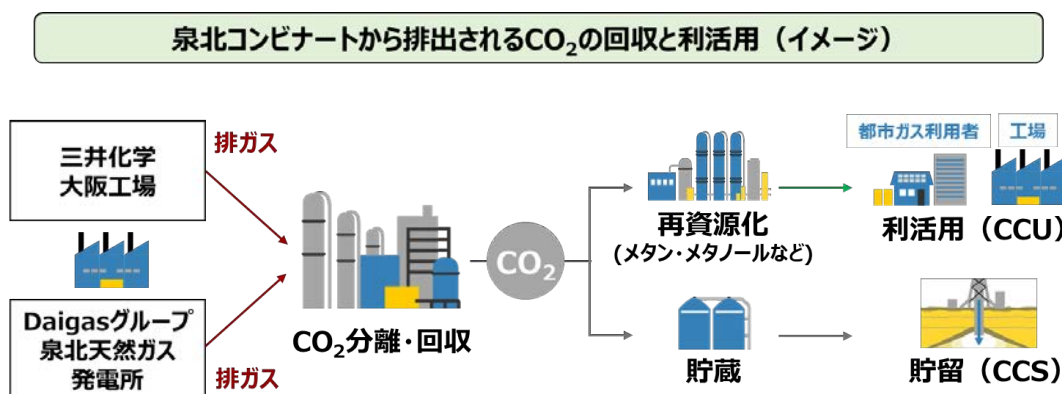 泉北コンビナートから排出されるCO₂の回収と利活用（イメージ）
三井化学
大阪工場
排ガス
Daigasグループ
泉北天然ガス
発電所
排ガス
CO₂分離・回収
CO₂
再資源化
(メタン・メタノールなど)
都市ガス利用者
工場
利活用（CCU）
貯蔵
貯留（CCS）